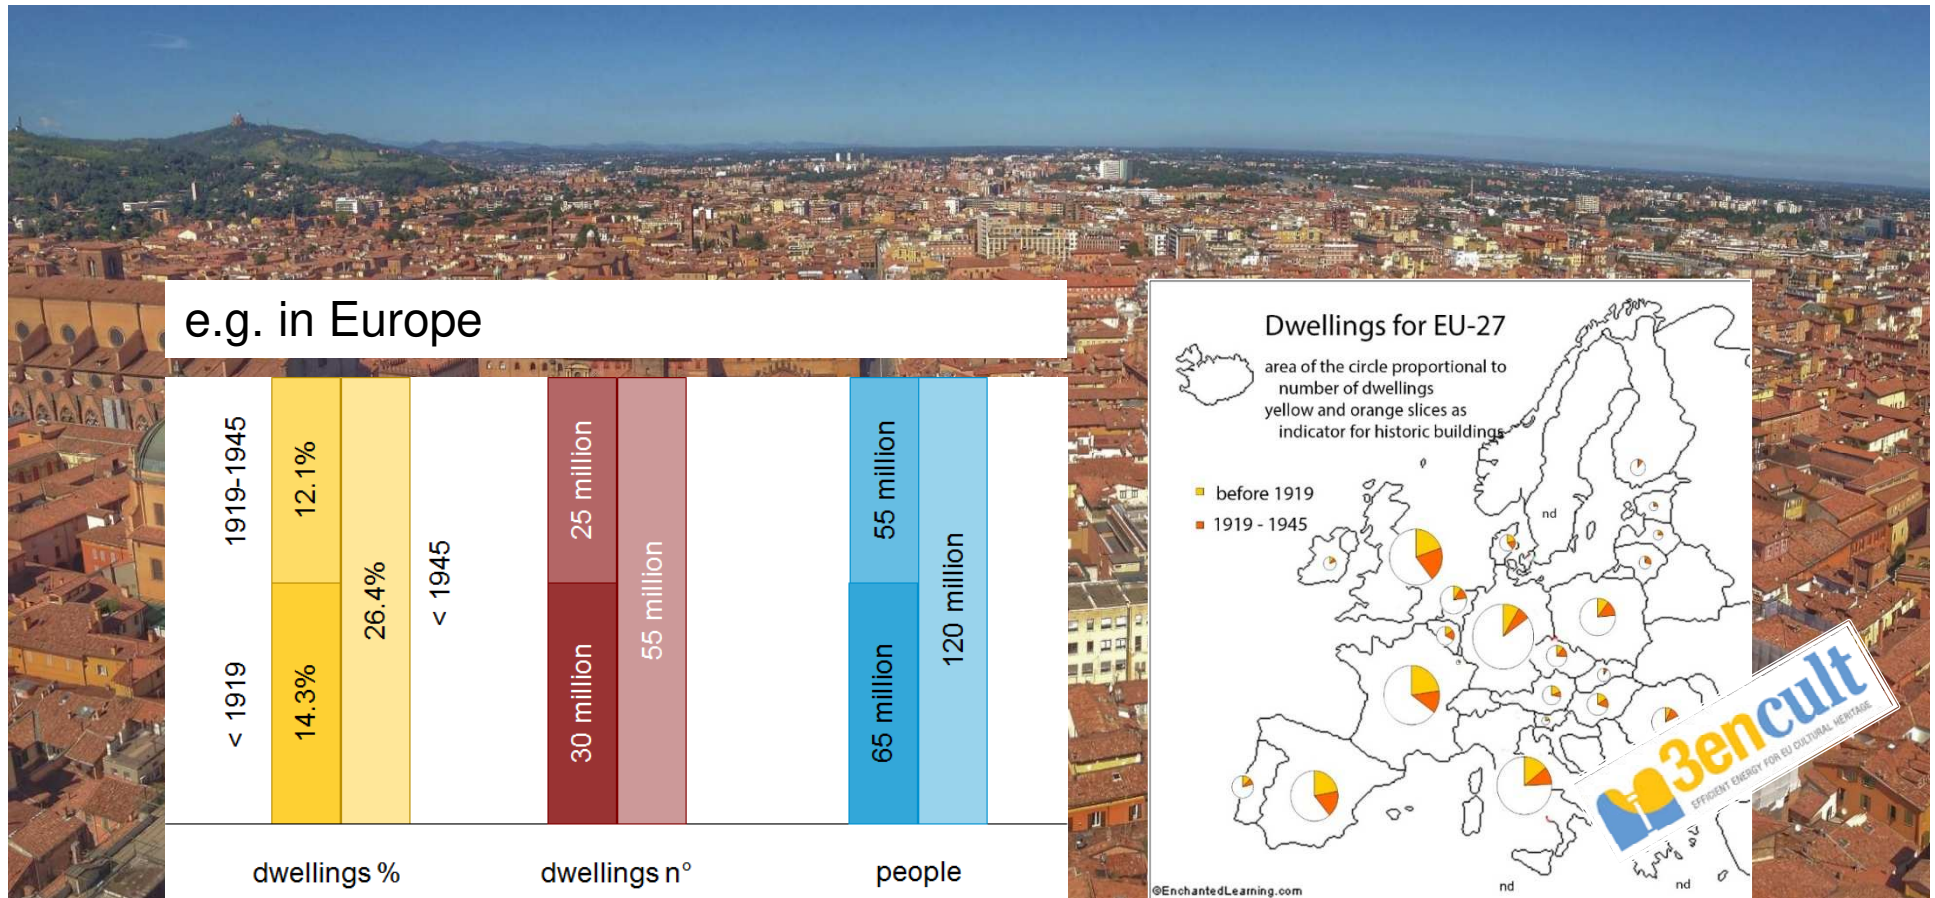 e.g. in Europe
1919-1945
12.1%
< 1919
14.3%
26.4%
< 1945
25 million
30 million
55 million
55 million
65 million
120 million
dwellings %
dwellings n°
people
Dwellings for EU-27
area of the circle proportional to
number of dwellings
yellow and orange slices as
indicator for historic buildings
before 1919
1919 - 1945
nd
nd
nd
©EnchantedLearning.com
3encult
EFFICIENT ENERGY FOR EU CULTURAL HERITAGE